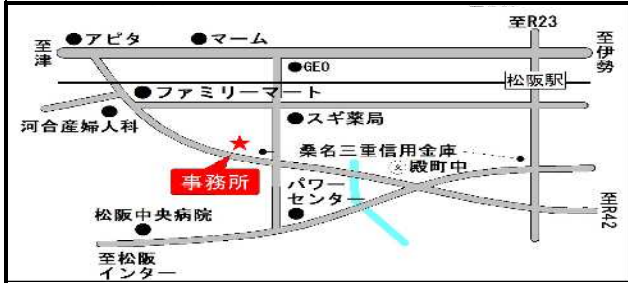 至R23
至津
アピタ
マーム
至伊勢
GEO
松阪駅
ファミリーマート
河合産婦人科
スギ薬局
桑名三重信用金庫
文
殿町中
事務所
パワー
センター
至R42
松阪中央病院
至松阪
インター